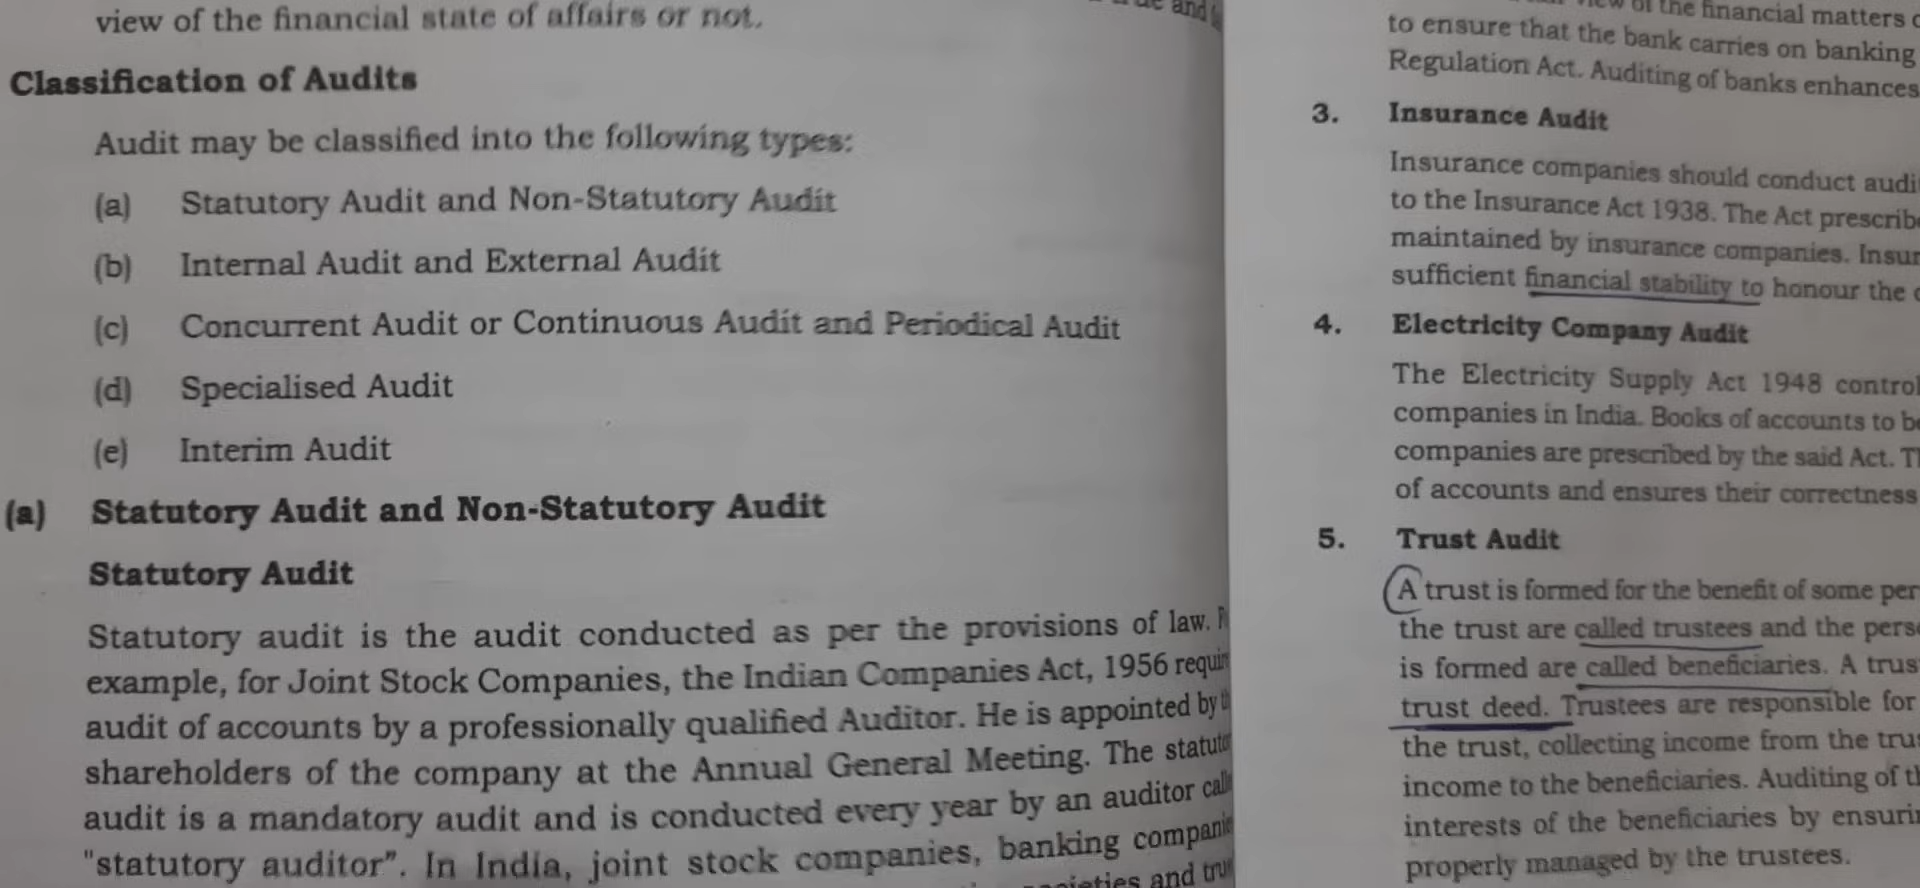 view of the financial state of affairs or not.
Classification of Audits
Audit may be classified into the following types:
(a) Statutory Audit and Non-Statutory Audit
(b) Internal Audit and External Audit
(c) Concurrent Audit or Continuous Audit and Periodical Audit
(d) Specialised Audit
(e) Interim Audit
(a) Statutory Audit and Non-Statutory Audit
Statutory Audit
Statutory audit is the audit conducted as per the provisions of law.
example, for Joint Stock Companies, the Indian Companies Act, 1956
audit of accounts by a professionally qualified Auditor. He is appointed by
shareholders of the company at the Annual General Meeting. The
audit is a mandatory audit and is conducted every year by an auditor
"statutory auditor". In India, joint stock companies, banking
and
and
of the financial matters
to ensure that the bank carries on banking
Regulation Act. Auditing of banks enhances
3. Insurance Audit
Insurance companies should conduct
to the Insurance Act 1938. The Act
maintained by insurance companies.
sufficient financial stability to honour the
4. Electricity Company Audit
The Electricity Supply Act 1948
companies in India. Books of accounts to
companies are prescribed by the said Act.
of accounts and ensures their correctness
5. Trust Audit
A trust is formed for the benefit of some
the trust are called trustees and the
is formed are called beneficiaries. A
trust deed. Trustees are responsible for
the trust, collecting income from the
income to the beneficiaries. Auditing of
interests of the beneficiaries by
properly managed by the trustees.